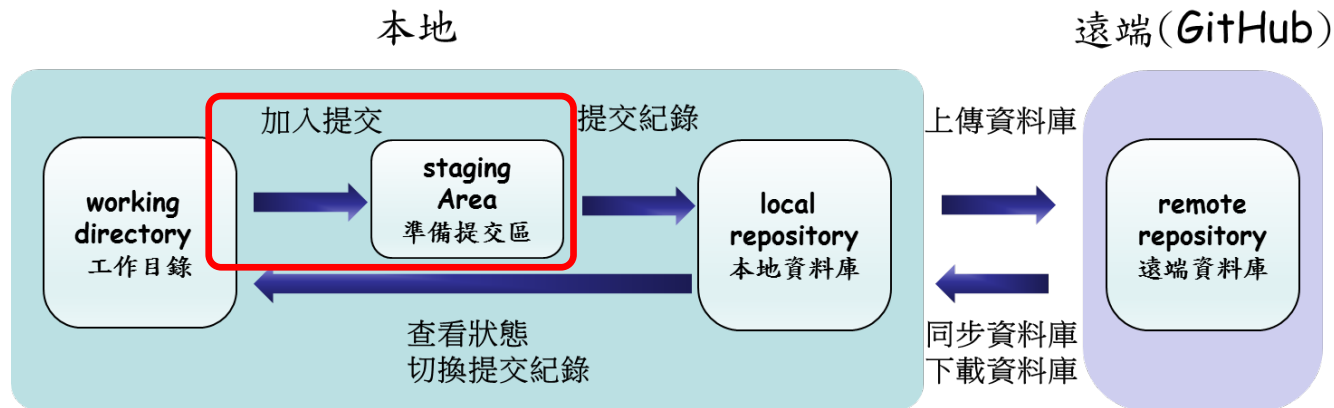 本地
遠端(GitHub)
加入提交
提交紀錄
上傳資料庫
working
directory
工作目錄
staging
Area
準備提交區
local
repository
本地資料庫
remote
repository
遠端資料庫
查看狀態
切換提交紀錄
同步資料庫
下載資料庫